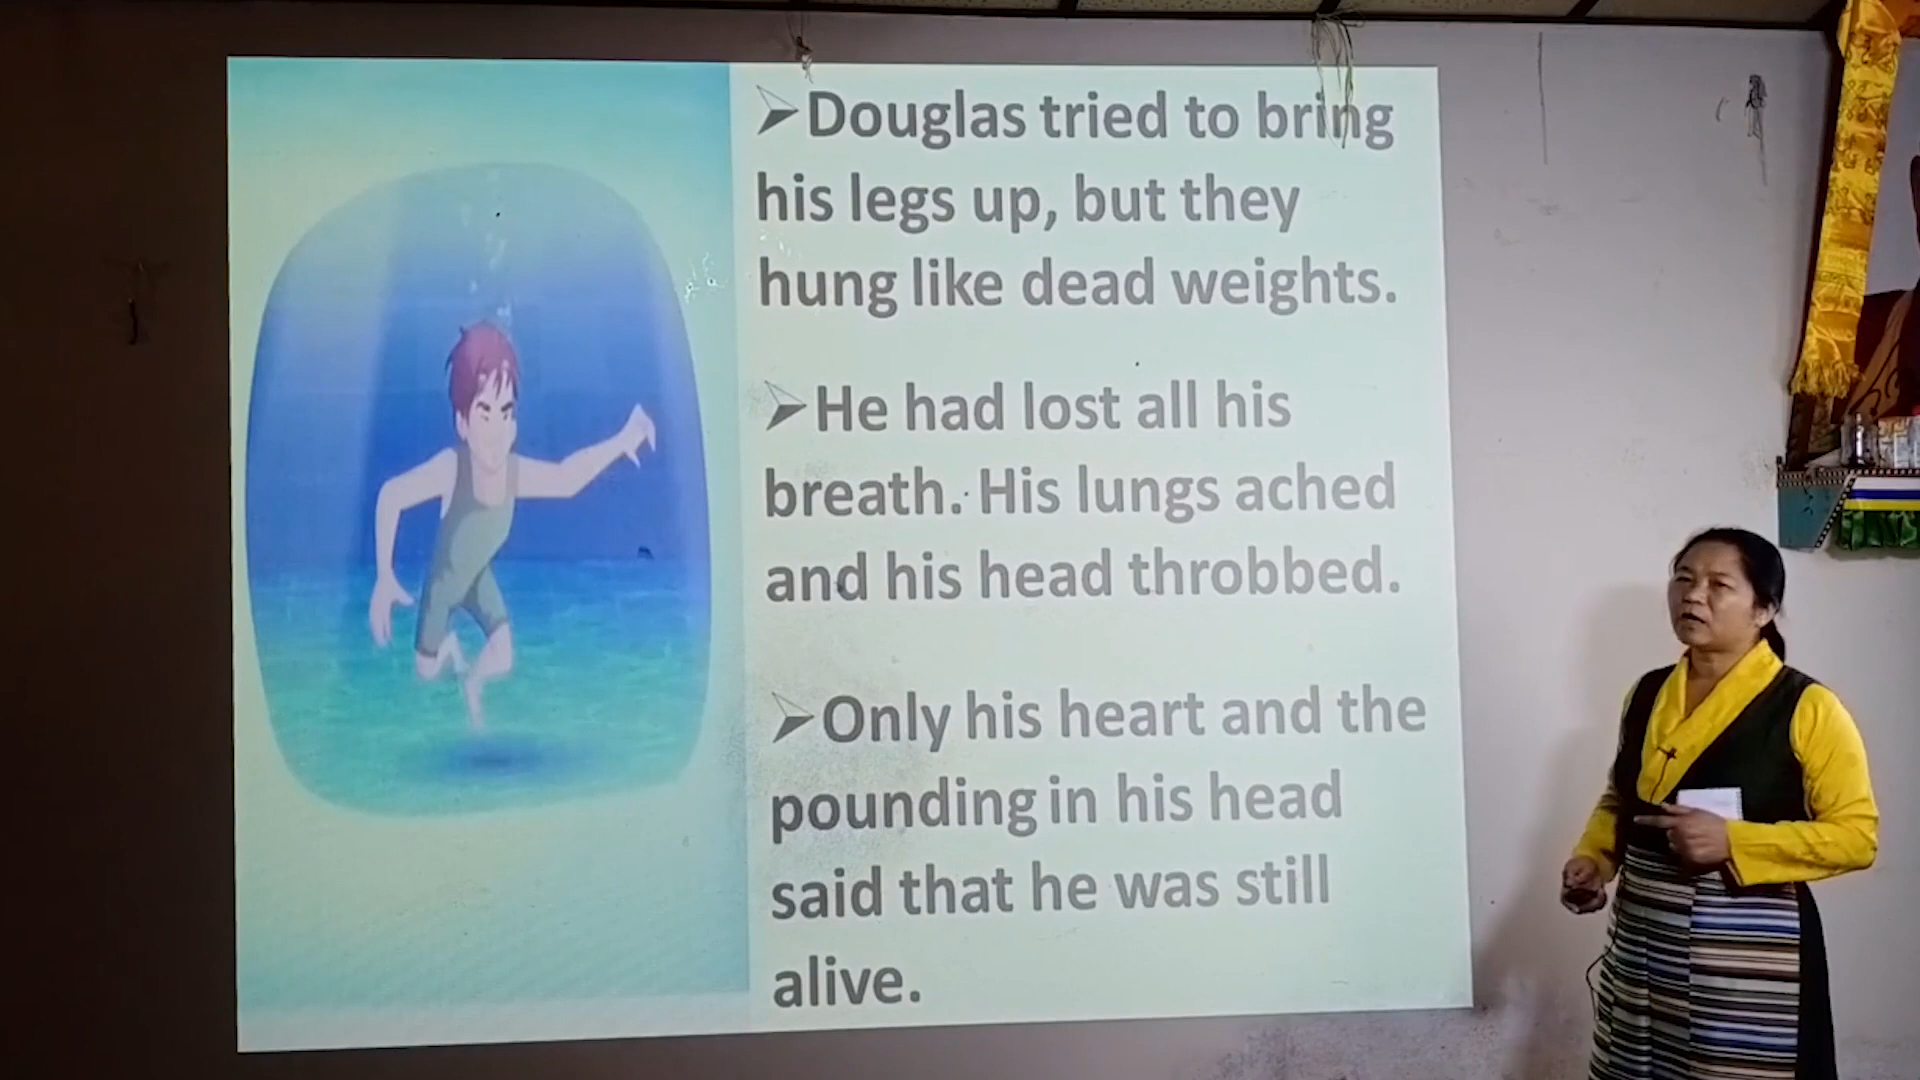 ➢Douglas tried to bring
his legs up, but they
hung like dead weights.
➢He had lost all his
breath. His lungs ached
and his head throbbed.
➢Only his heart and the
pounding in his head
said that he was still
alive.